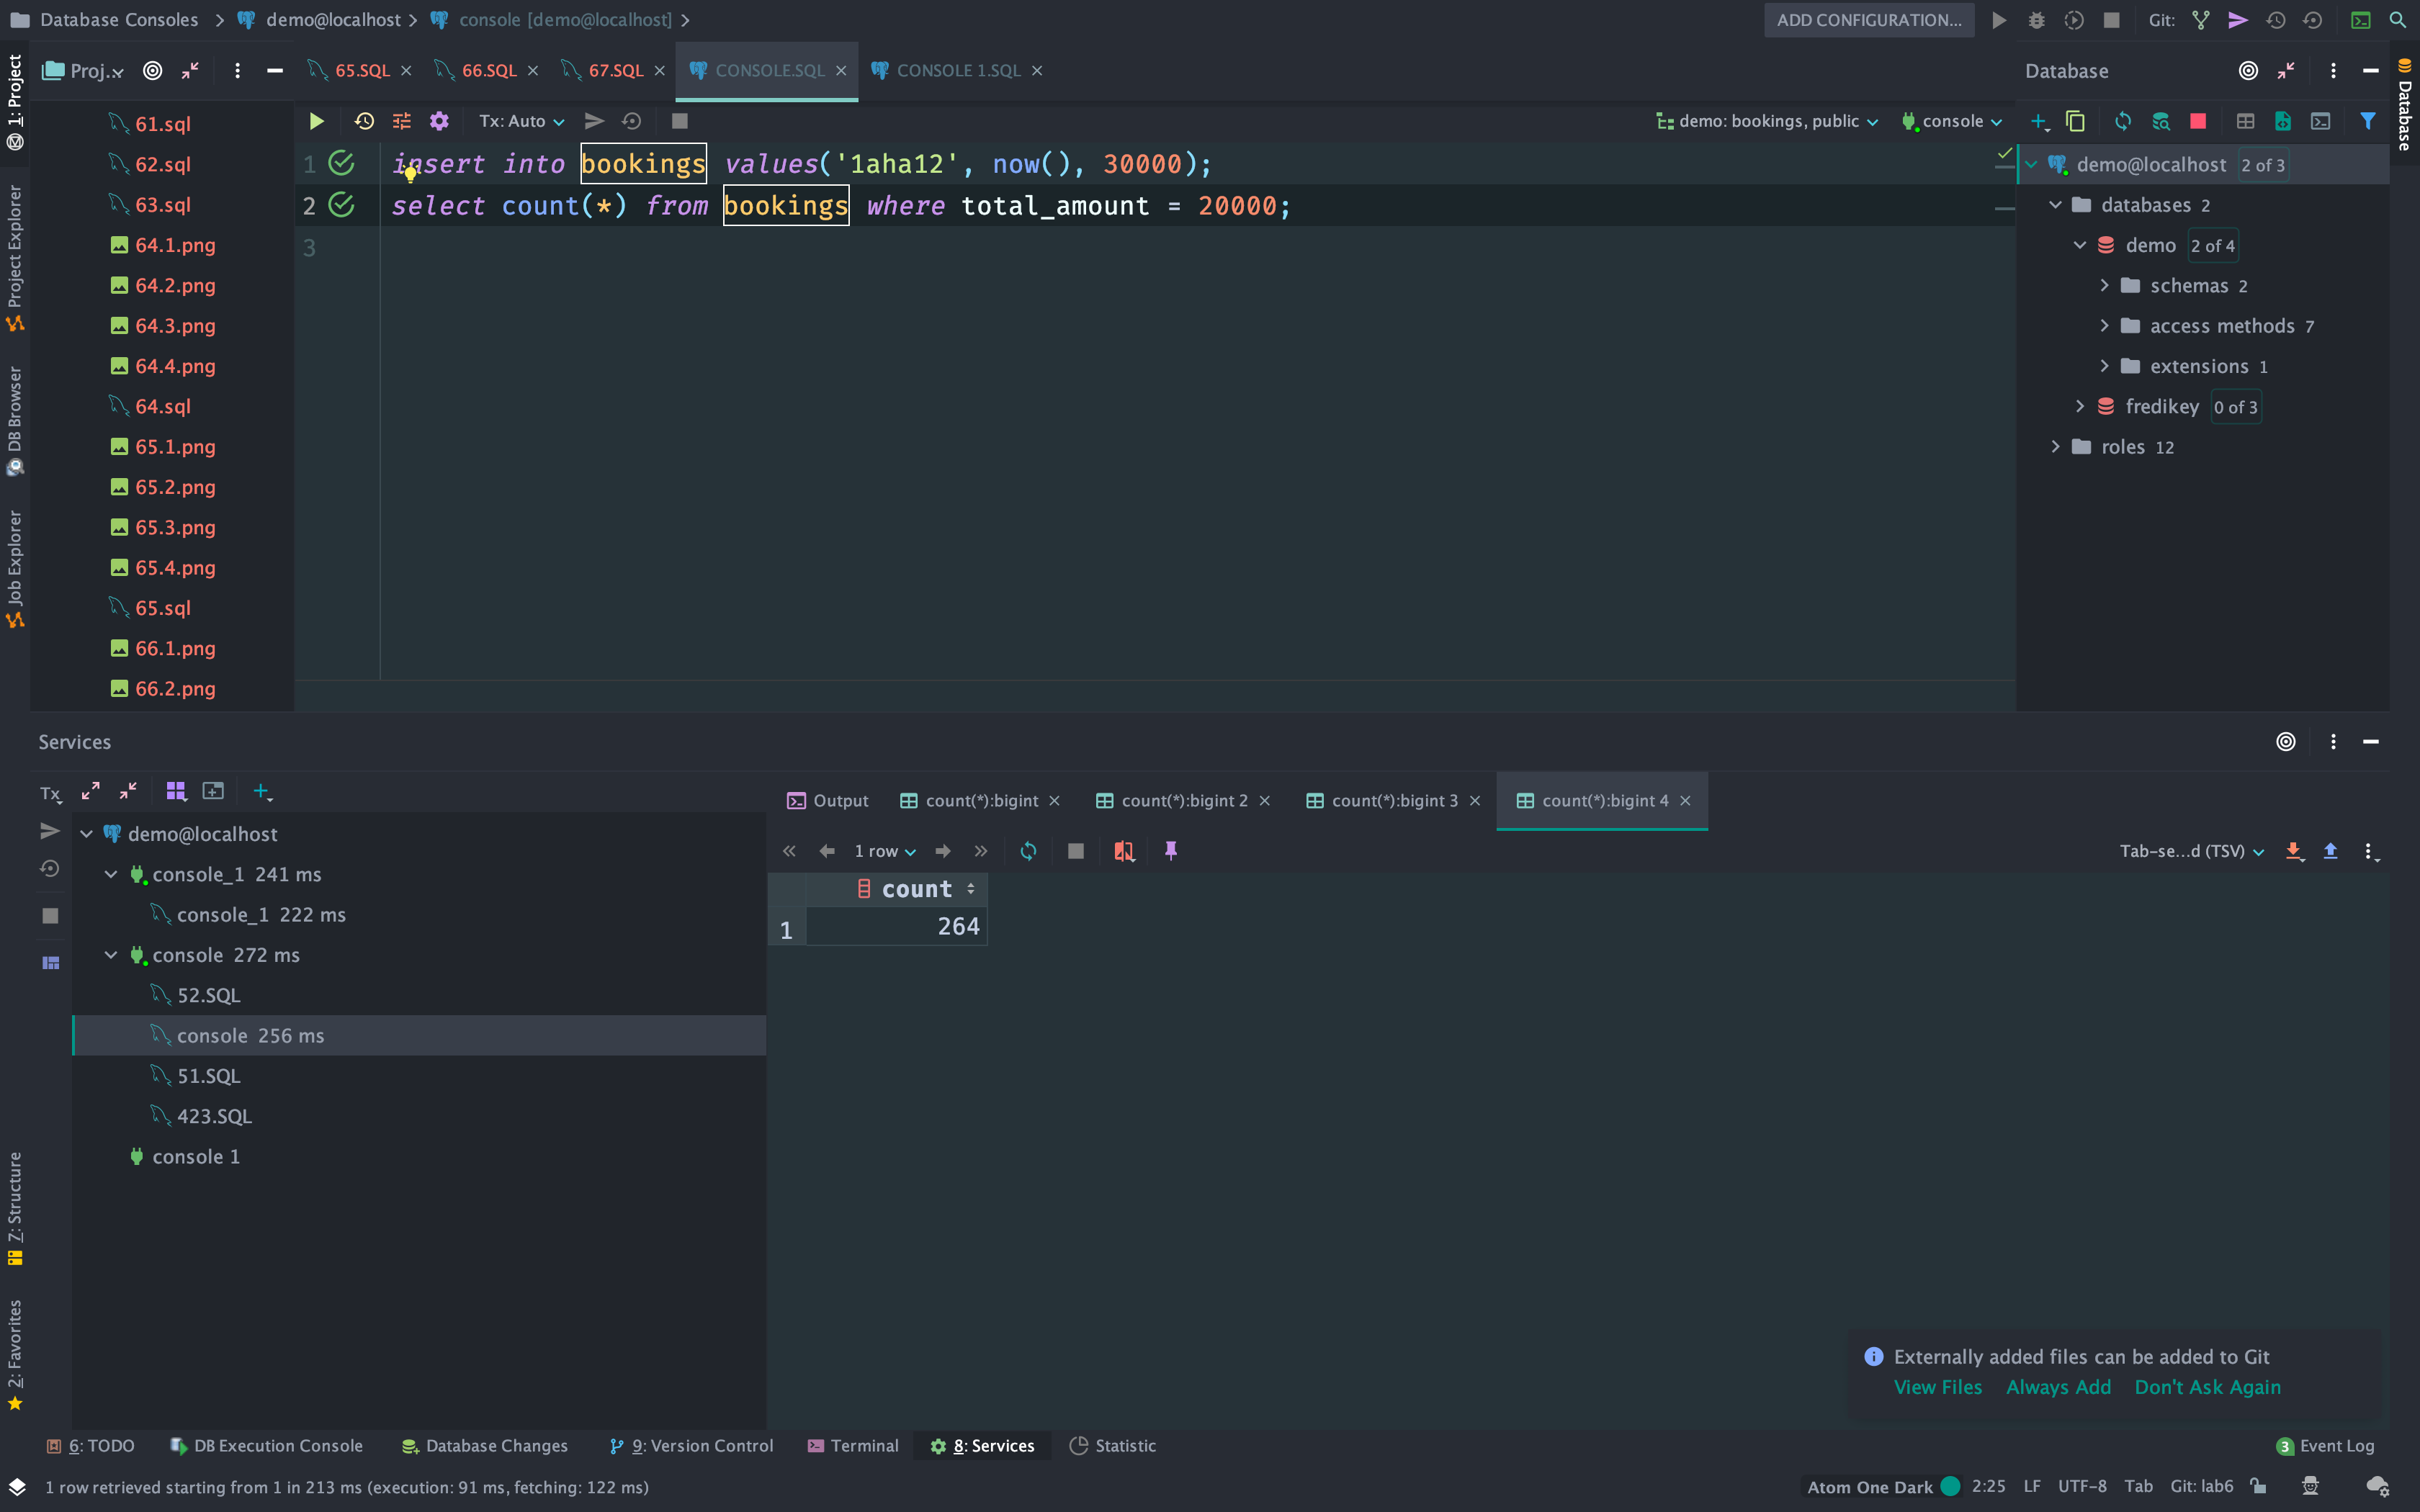 Database Consoles
demo@localhost
console [demo@localhost]
ADD CONFIGURATION...
Git:
1: Project
Project Explorer
DB Browser
Job Explorer
7: Structure
2: Favorites
Proj...
65.SQL
66.SQL
67.SQL
CONSOLE.SQL
CONSOLE 1.SQL
Database
Database
61.sql
62.sql
63.sql
64.1.png
64.2.png
64.3.png
64.4.png
64.sql
65.1.png
65.2.png
65.3.png
65.4.png
65.sql
66.1.png
66.2.png
Tx: Auto
demo: bookings, public
console
1 insert into bookings values('1aha12', now(), 30000);
2 select count(*) from bookings where total_amount = 20000;
3
demo@localhost 2 of 3
databases 2
demo 2 of 4
schemas 2
access methods 7
extensions 1
fredikey 0 of 3
roles 12
Services
Tx
demo@localhost
console_1 241 ms
console_1 222 ms
console 272 ms
52.SQL
console 256 ms
51.SQL
423.SQL
console 1
Output
count(*):bigint
count(*):bigint 2
count(*):bigint 3
count(*):bigint 4
1 row
Tab-se...d (TSV)
count
1 264
Externally added files can be added to Git
View Files Always Add Don't Ask Again
6: TODO
DB Execution Console
Database Changes
9: Version Control
Terminal
8: Services
Statistic
3 Event Log
1 row retrieved starting from 1 in 213 ms (execution: 91 ms, fetching: 122 ms)
Atom One Dark
2:25
LF
UTF-8
Tab
Git: lab6